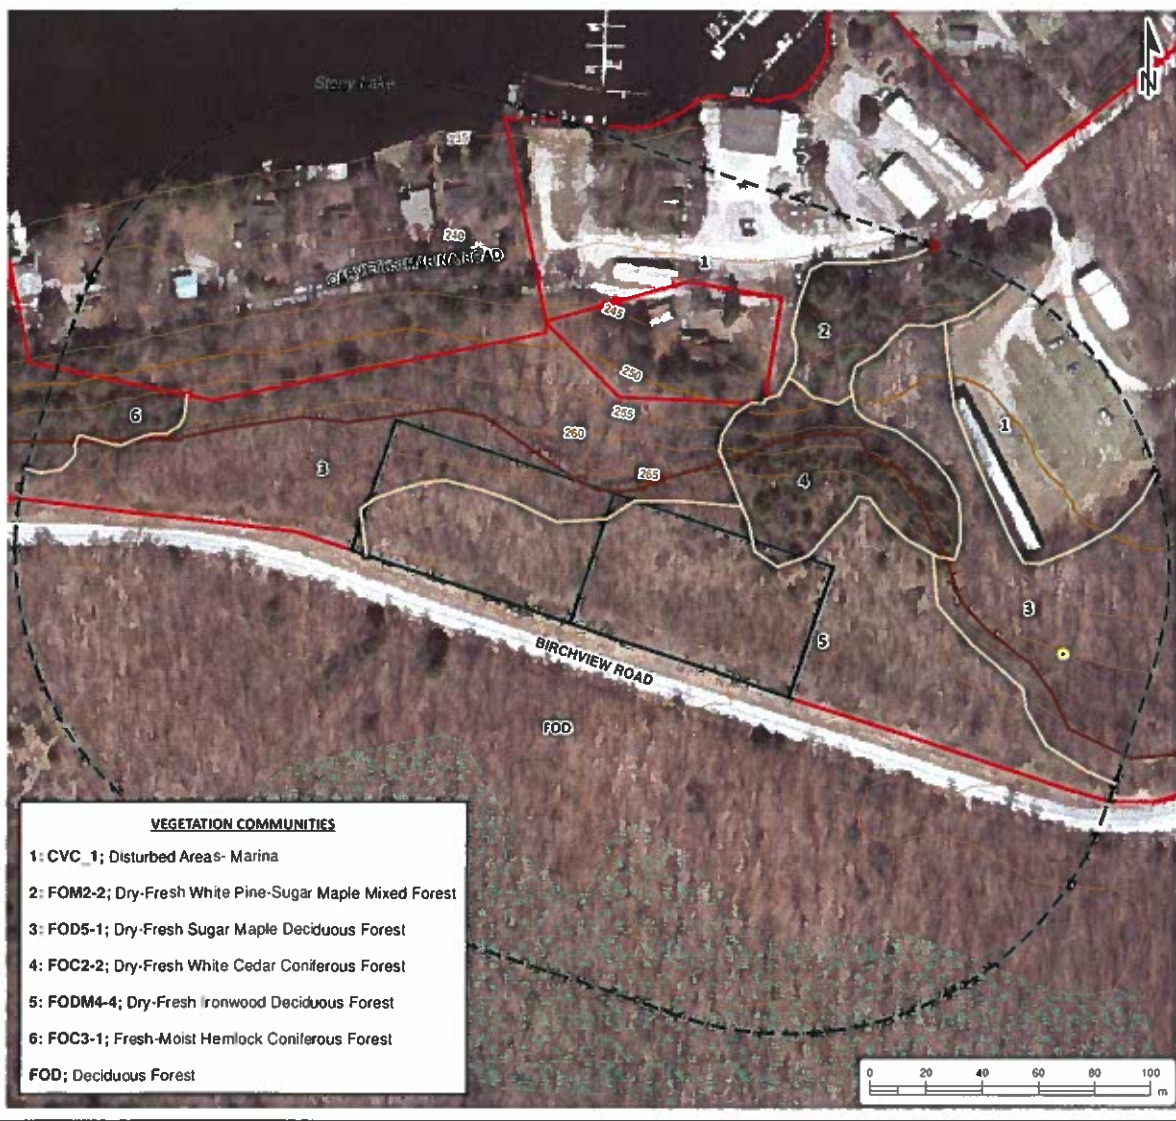 N
Stony Lake
235
240
1
245
2
250
255
6
1
260
3
265
4
3
5
BIRCHVIEW ROAD
FOD
VEGETATION COMMUNITIES
1: CVC_1; Disturbed Areas- Marina
2: FOM2-2; Dry-Fresh White Pine-Sugar Maple Mixed Forest
3: FOD5-1; Dry-Fresh Sugar Maple Deciduous Forest
4: FOC2-2; Dry-Fresh White Cedar Coniferous Forest
5: FODM4-4; Dry-Fresh Ironwood Deciduous Forest
6: FOC3-1; Fresh-Moist Hemlock Coniferous Forest
FOD; Deciduous Forest
0 20 40 60 80 100
m